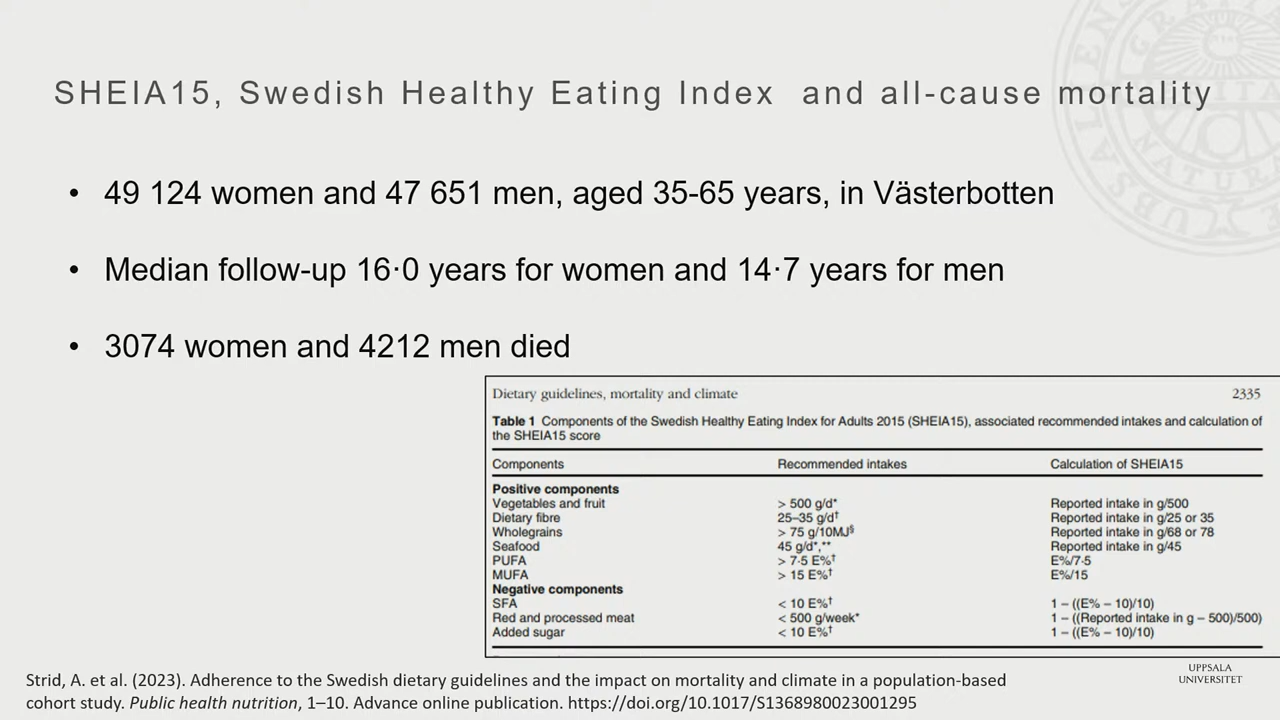 SHEIA15, Swedish Healthy Eating Index and all-cause mortality
• 49 124 women and 47 651 men, aged 35-65 years, in Västerbotten
• Median follow-up 16·0 years for women and 14·7 years for men
• 3074 women and 4212 men died
Dietary guidelines, mortality and climate 2335
Table 1 Components of the Swedish Healthy Eating Index for Adults 2015 (SHEIA15), associated recommended intakes and calculation of
the SHEIA15 score
Components Recommended intakes Calculation of SHEIA15
Positive components
Vegetables and fruit > 500 g/d* Reported intake in g/500
Dietary fibre 25–35 g/d† Reported intake in g/25 or 35
Wholegrains > 75 g/10MJ§ Reported intake in g/68 or 78
Seafood 45 g/d*,** Reported intake in g/45
PUFA > 7·5 E%† E%/7·5
MUFA > 15 E%† E%/15
Negative components
SFA < 10 E%† 1 – ((E% – 10)/10)
Red and processed meat < 500 g/week* 1 – ((Reported intake in g – 500)/500)
Added sugar < 10 E%† 1 – ((E% – 10)/10)
Strid, A. et al. (2023). Adherence to the Swedish dietary guidelines and the impact on mortality and climate in a population-based
cohort study. Public health nutrition, 1–10. Advance online publication. https://doi.org/10.1017/S1368980023001295
UPPSALA
UNIVERSITET